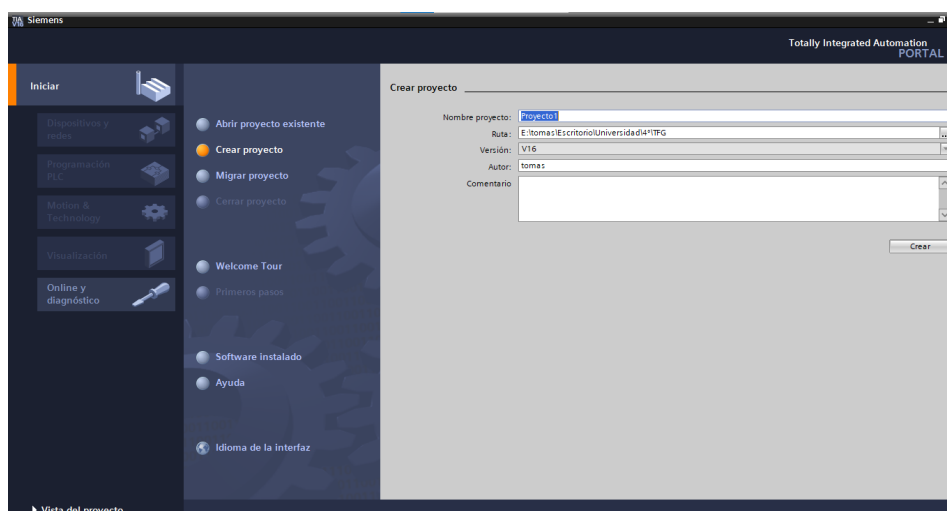 TIA
V16 Siemens
Totally Integrated Automation
PORTAL
Iniciar
Dispositivos y
redes
Programación
PLC
Motion &
Technology
Visualización
Online y
diagnóstico
Abrir proyecto existente
Crear proyecto
Migrar proyecto
Cerrar proyecto
Welcome Tour
Primeros pasos
Software instalado
Ayuda
Idioma de la interfaz
Crear proyecto
Nombre proyecto: Proyecto1
Ruta: E:\tomas\Escritorio\Universidad\4º\TFG
...
Versión: V16
Autor: tomas
Comentario
Crear
Vista del proyecto